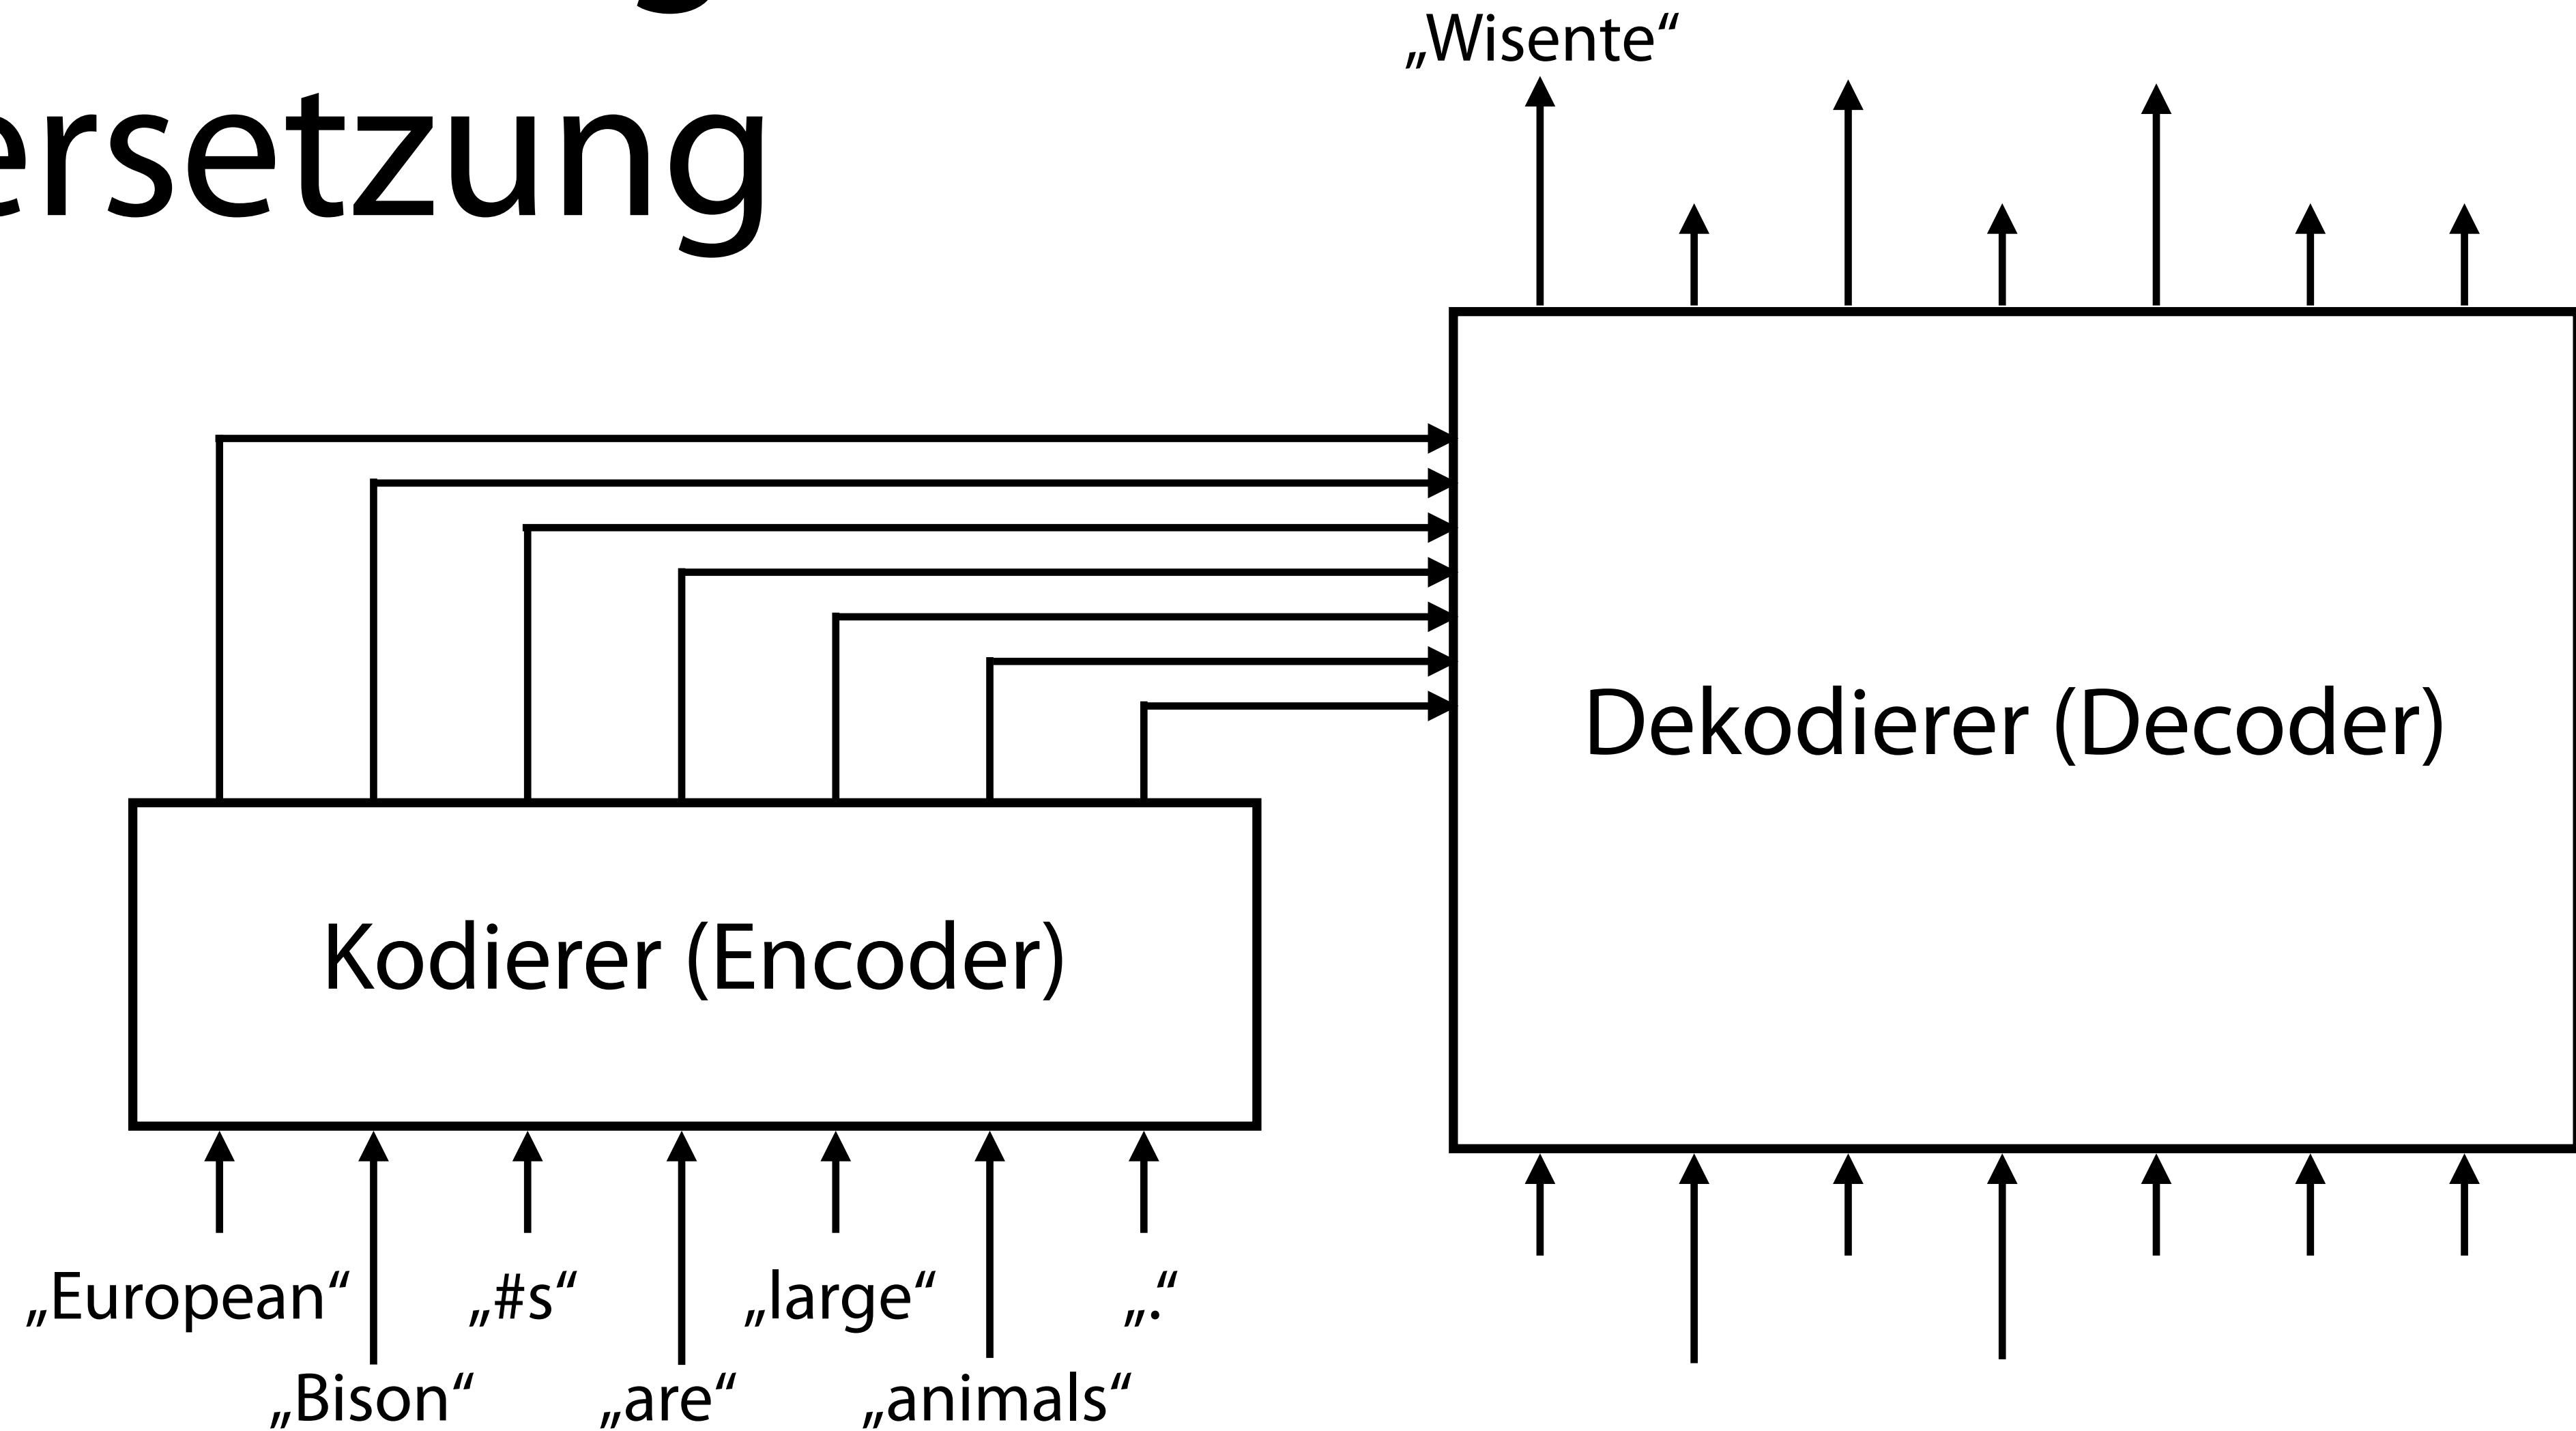 ersetzung
„Wisente“
Dekodierer (Decoder)
Kodierer (Encoder)
„European“ „#s“ „large“ „.“
„Bison“ „are“ „animals“